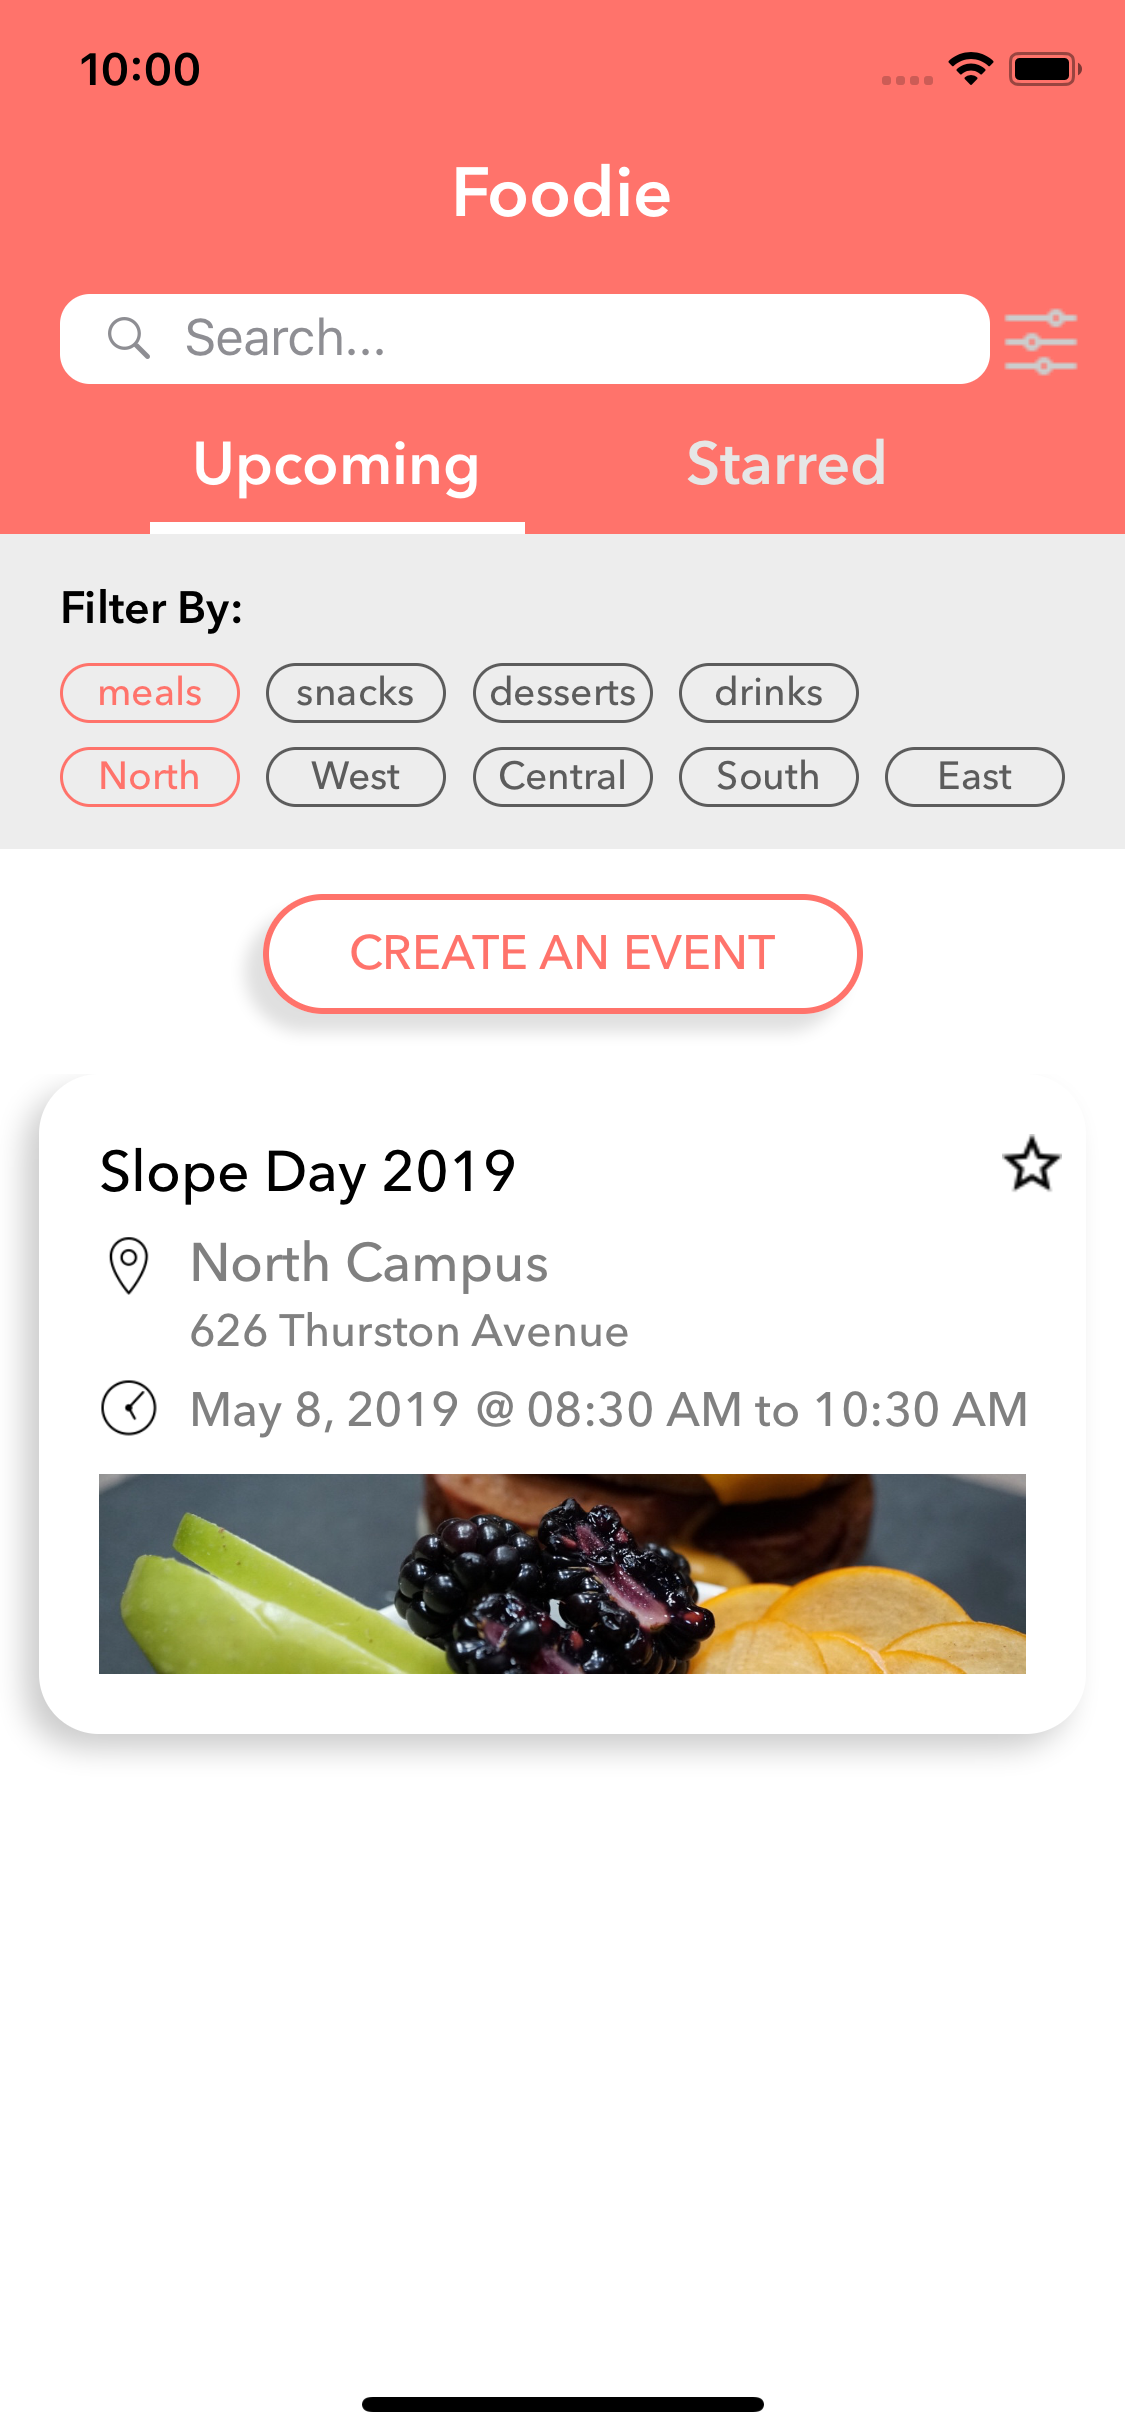 10:00
Foodie
Search...
Upcoming Starred
Filter By:
meals snacks desserts drinks
North West Central South East
CREATE AN EVENT
Slope Day 2019
North Campus
626 Thurston Avenue
May 8, 2019 @ 08:30 AM to 10:30 AM